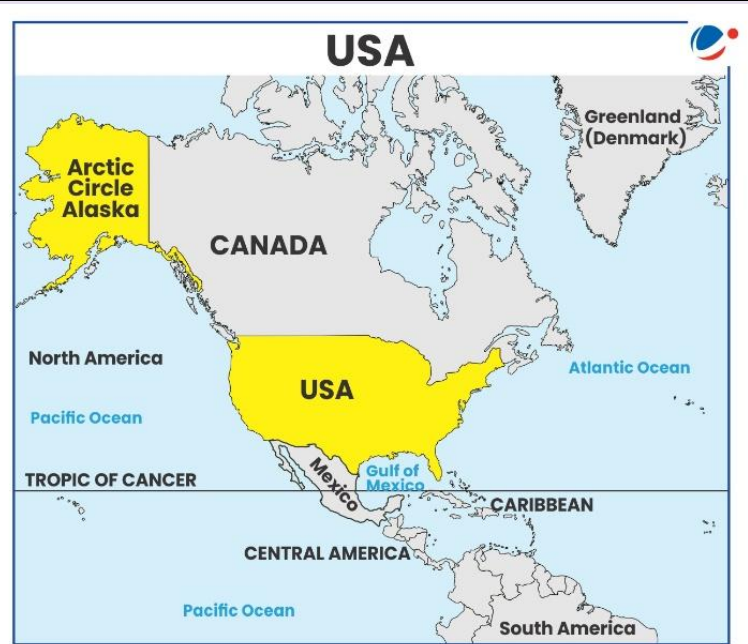 USA
Greenland
(Denmark)
Arctic
Circle
Alaska
CANADA
North America
Atlantic Ocean
USA
Pacific Ocean
Mexico
Gulf of
Mexico
TROPIC OF CANCER
CARIBBEAN
CENTRAL AMERICA
Pacific Ocean
South America